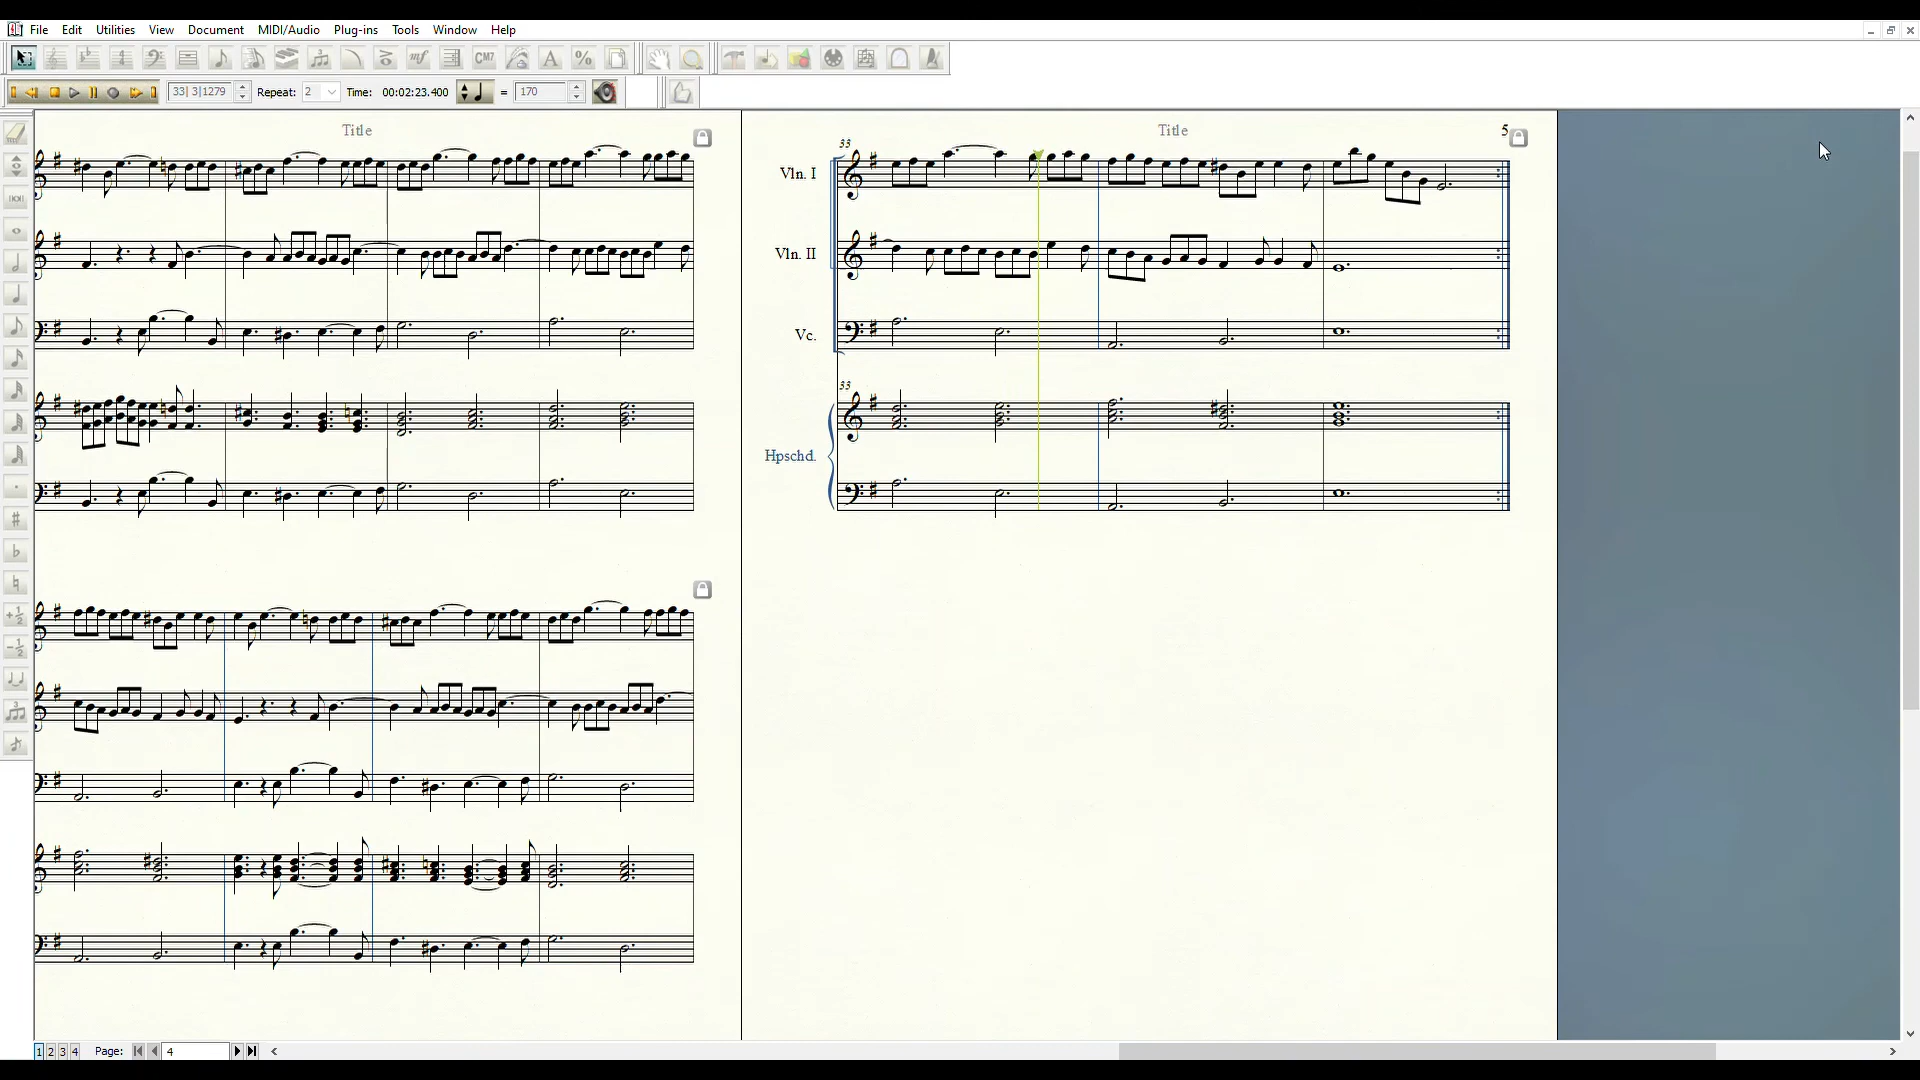 File Edit Utilities View Document MIDI/Audio Plug-ins Tools Window Help
mf CM7 A %
33| 3|1279 Repeat: 2 Time: 00:02:23.400 = 170
Title
Title 5
33
Vln. I
Vln. II
Vc.
33
Hpschd.
1 2 3 4 Page: 4